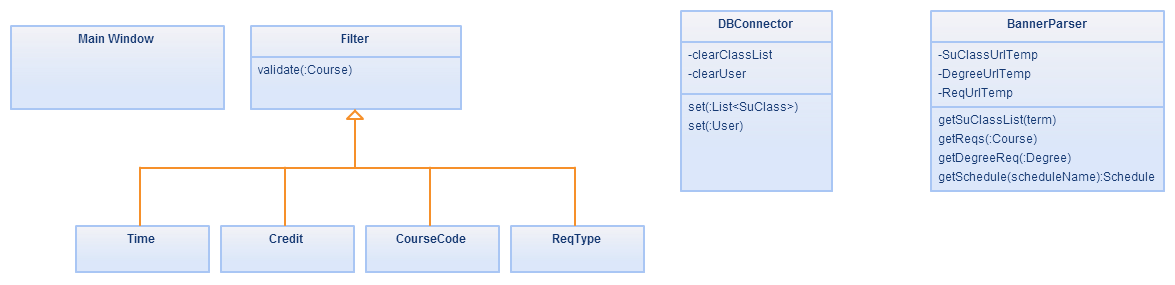 Main Window
Filter
validate(:Course)
Time
Credit
CourseCode
ReqType
DBConnector
-clearClassList
-clearUser
set(:List<SuClass>)
set(:User)
BannerParser
-SuClassUrlTemp
-DegreeUrlTemp
-ReqUrlTemp
getSuClassList(term)
getReqs(:Course)
getDegreeReq(:Degree)
getSchedule(scheduleName):Schedule